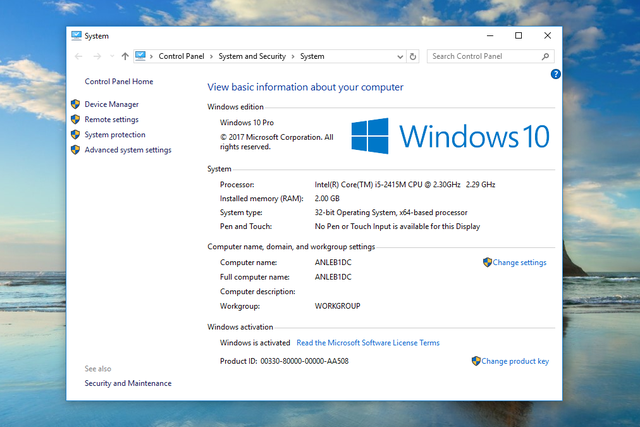 System
Control Panel > System and Security > System
Search Control Panel
Control Panel Home
Device Manager
Remote settings
System protection
Advanced system settings
See also
Security and Maintenance
View basic information about your computer
Windows edition
Windows 10 Pro
© 2017 Microsoft Corporation. All
rights reserved.
Windows 10
System
Processor: Intel(R) Core(TM) i5-2415M CPU @ 2.30GHz 2.29 GHz
Installed memory (RAM): 2.00 GB
System type: 32-bit Operating System, x64-based processor
Pen and Touch: No Pen or Touch Input is available for this Display
Computer name, domain, and workgroup settings
Computer name: ANLEB1DC
Change settings
Full computer name: ANLEB1DC
Computer description:
Workgroup: WORKGROUP
Windows activation
Windows is activated Read the Microsoft Software License Terms
Product ID: 00330-80000-00000-AA508
Change product key